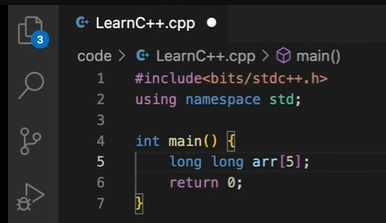 LearnC++.cpp
code > LearnC++.cpp > main()
3
1 #include<bits/stdc++.h>
2 using namespace std;
3
4 int main() {
5     long long arr[5];
6     return 0;
7 }